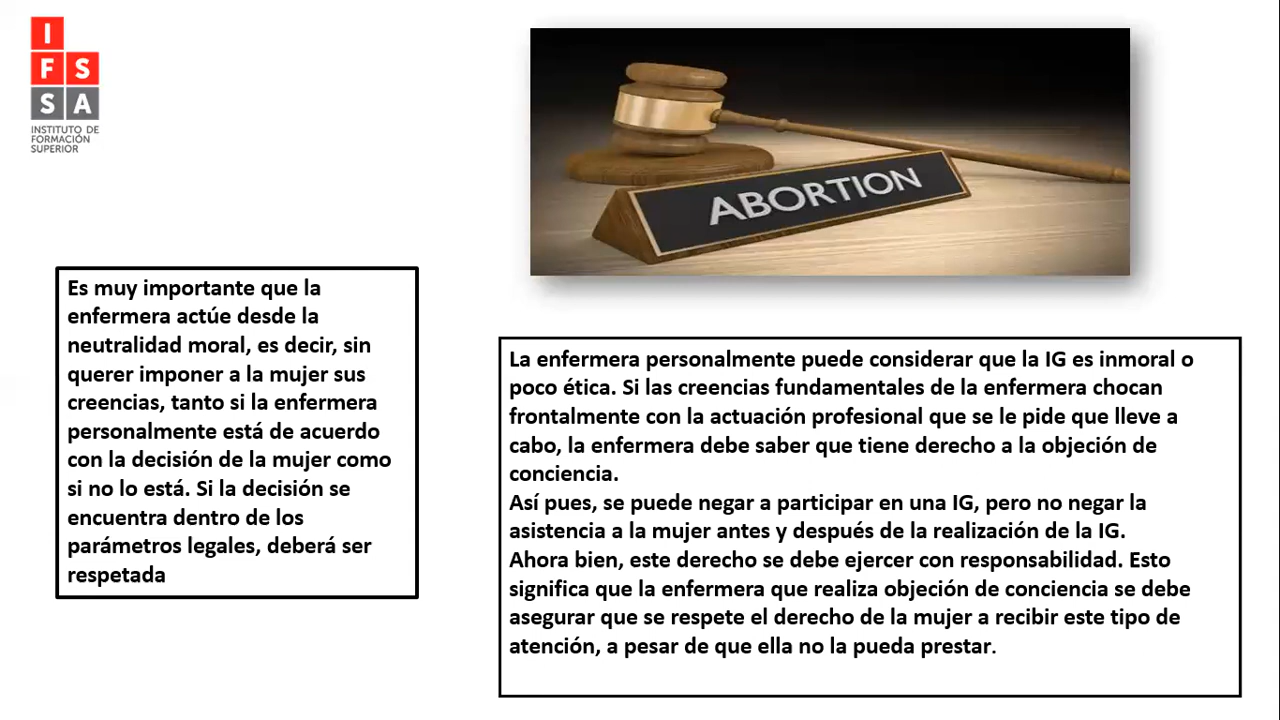 I
F S
S A
INSTITUTO DE
FORMACIÓN
SUPERIOR
ABORTION
Es muy importante que la
enfermera actúe desde la
neutralidad moral, es decir, sin
querer imponer a la mujer sus
creencias, tanto si la enfermera
personalmente está de acuerdo
con la decisión de la mujer como
si no lo está. Si la decisión se
encuentra dentro de los
parámetros legales, deberá ser
respetada
La enfermera personalmente puede considerar que la IG es inmoral o
poco ética. Si las creencias fundamentales de la enfermera chocan
frontalmente con la actuación profesional que se le pide que lleve a
cabo, la enfermera debe saber que tiene derecho a la objeción de
conciencia.
Así pues, se puede negar a participar en una IG, pero no negar la
asistencia a la mujer antes y después de la realización de la IG.
Ahora bien, este derecho se debe ejercer con responsabilidad. Esto
significa que la enfermera que realiza objeción de conciencia se debe
asegurar que se respete el derecho de la mujer a recibir este tipo de
atención, a pesar de que ella no la pueda prestar.